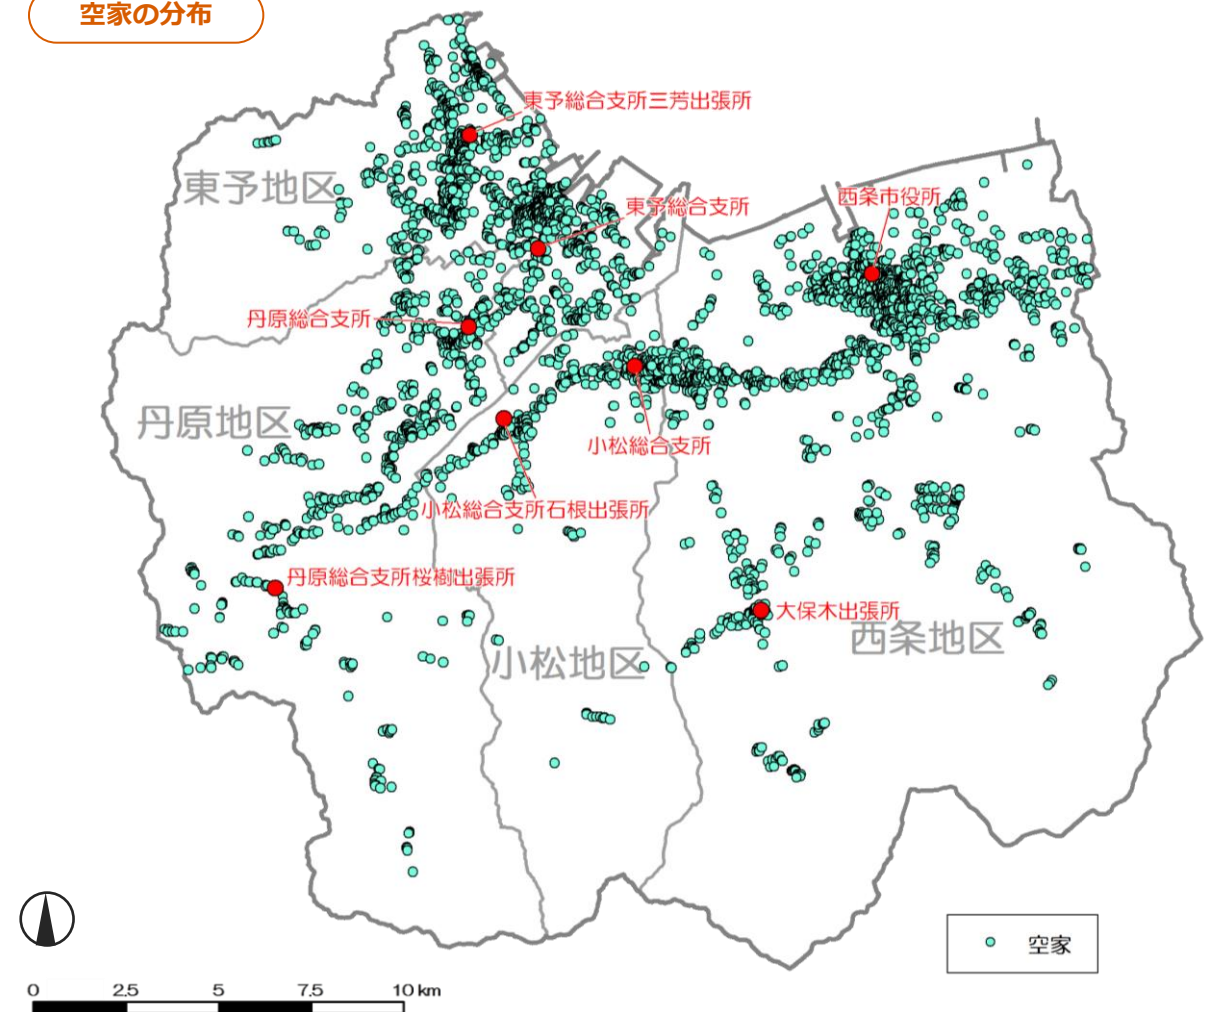 空家の分布
東予総合支所三芳出張所
東予地区
西条市役所
東予総合支所
丹原総合支所
丹原地区
小松総合支所
小松総合支所石根出張所
丹原総合支所桜樹出張所
大保木出張所
西条地区
小松地区
空家
0 2.5 5 7.5 10 km